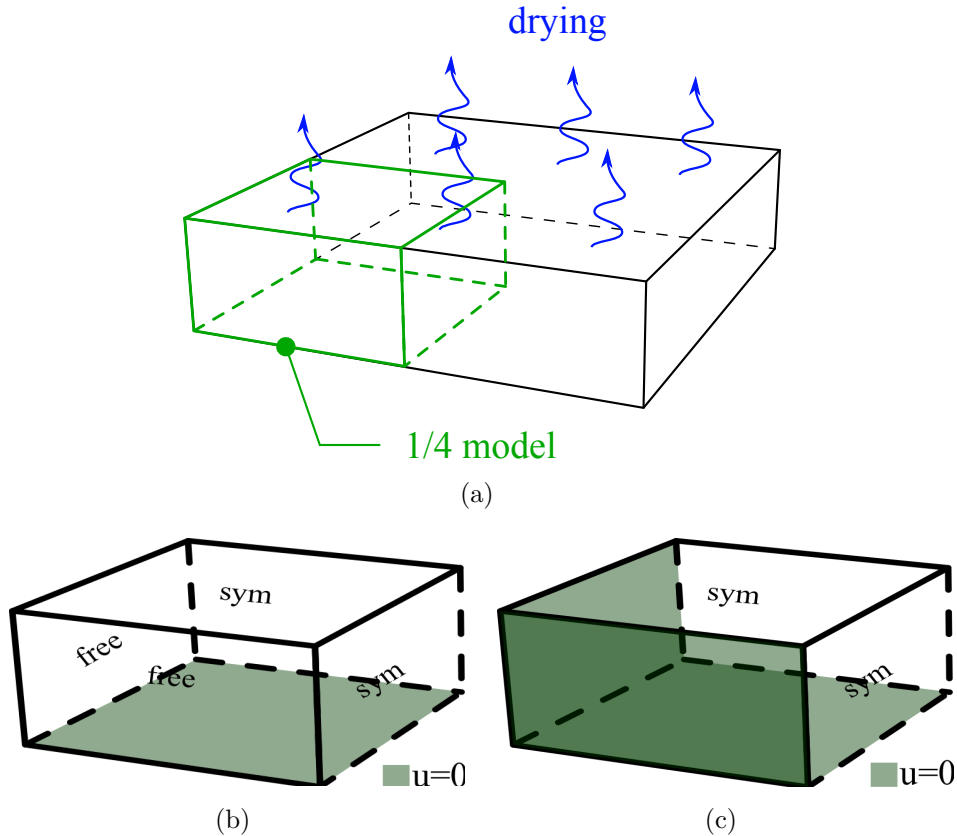 drying
1/4 model
(a)
sym
free
free
sym
u=0
(b)
sym
sym
u=0
(c)